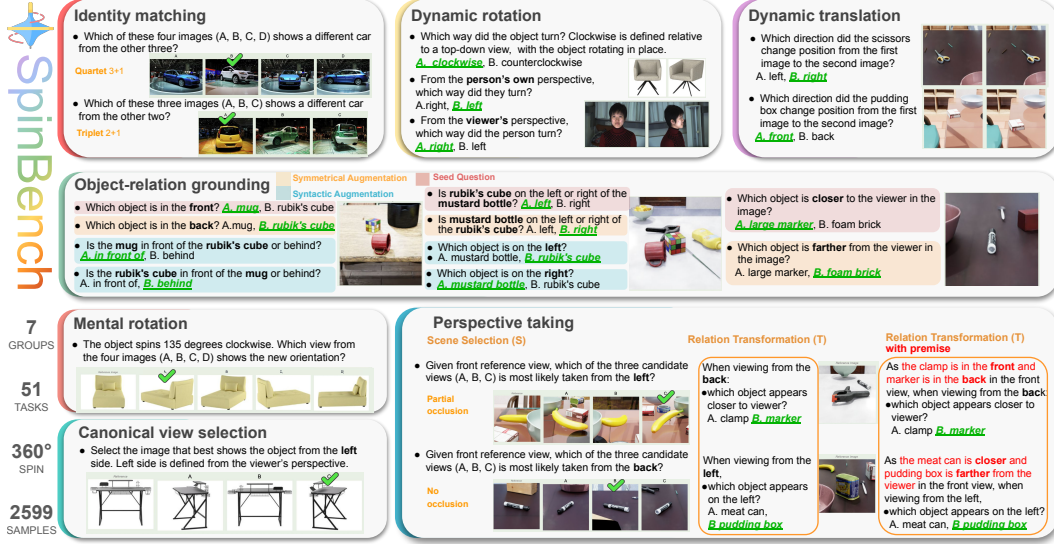 SpinBench
7
GROUPS
51
TASKS
360°
SPIN
2599
SAMPLES
Identity matching
● Which of these four images (A, B, C, D) shows a different car
from the other three?
Quartet 3+1
● Which of these three images (A, B, C) shows a different car
from the other two?
Triplet 2+1
Dynamic rotation
● Which way did the object turn? Clockwise is defined relative
to a top-down view, with the object rotating in place.
A. clockwise, B. counterclockwise
● From the person's own perspective,
which way did they turn?
A.right, B. left
● From the viewer's perspective,
which way did the person turn?
A. right, B. left
Dynamic translation
● Which direction did the scissors
change position from the first
image to the second image?
A. left, B. right
● Which direction did the pudding
box change position from the first
image to the second image?
A. front, B. back
Object-relation grounding
Symmetrical Augmentation
Seed Question
Syntactic Augmentation
● Which object is in the front? A. mug, B. rubik's cube
● Which object is in the back? A.mug, B. rubik's cube
● Is the mug in front of the rubik's cube or behind?
A. in front of, B. behind
● Is the rubik's cube in front of the mug or behind?
A. in front of, B. behind
● Is rubik's cube on the left or right of the
mustard bottle? A. left, B. right
● Is mustard bottle on the left or right of
the rubik's cube? A. left, B. right
● Which object is on the left?
● A. mustard bottle, B. rubik's cube
● Which object is on the right?
● A. mustard bottle, B. rubik's cube
● Which object is closer to the viewer in the
image?
A. large marker, B. foam brick
● Which object is farther from the viewer in
the image?
A. large marker, B. foam brick
Mental rotation
● The object spins 135 degrees clockwise. Which view from
the four images (A, B, C, D) shows the new orientation?
Canonical view selection
● Select the image that best shows the object from the left
side. Left side is defined from the viewer's perspective.
Perspective taking
Scene Selection (S)
● Given front reference view, which of the three candidate
views (A, B, C) is most likely taken from the left?
Partial
occlusion
● Given front reference view, which of the three candidate
views (A, B, C) is most likely taken from the back?
No
occlusion
Relation Transformation (T)
When viewing from the
back:
●which object appears
closer to viewer?
A. clamp B. marker
When viewing from the
left,
●which object appears
on the left?
A. meat can,
B pudding box
Relation Transformation (T)
with premise
As the clamp is in the front and
marker is in the back in the front
view, when viewing from the back:
●which object appears closer to
viewer?
A. clamp B. marker
As the meat can is closer and
pudding box is farther from the
viewer in the front view, when
viewing from the left,
●which object appears on the left?
A. meat can, B pudding box